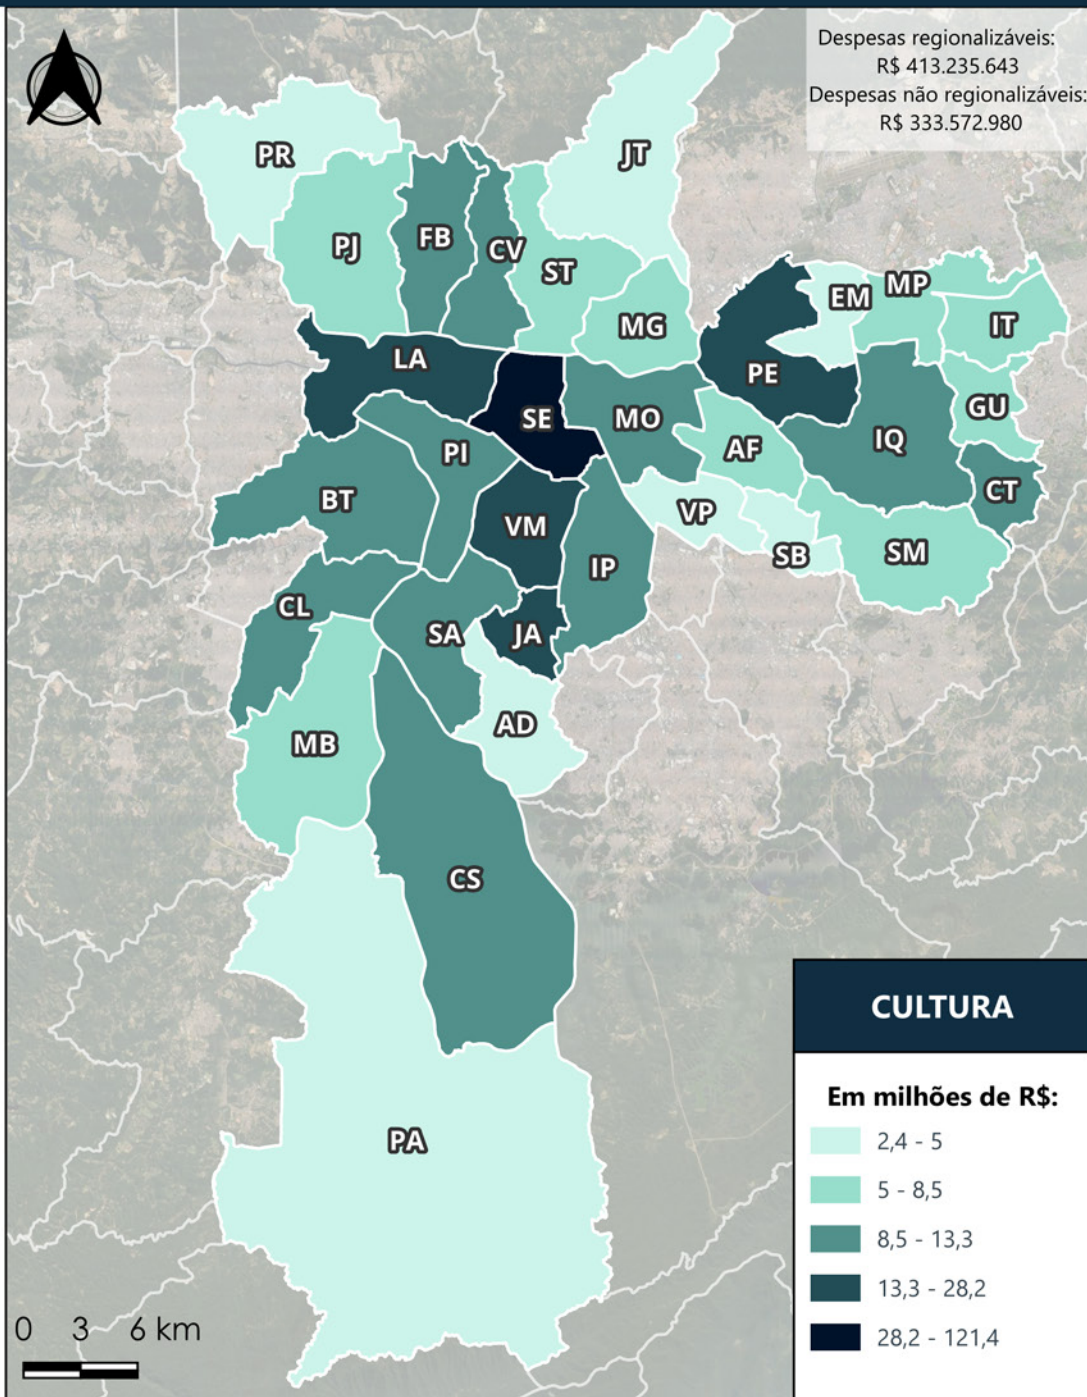 Despesas regionalizáveis:
R$ 413.235.643
Despesas não regionalizáveis:
R$ 333.572.980
PR
JT
PJ
FB
CV
ST
MG
EM
MP
IT
LA
PE
SE
MO
GU
PI
AF
IQ
BT
CT
VM
VP
SB
SM
IP
CL
SA
JA
AD
MB
CS
PA
0 3 6 km
CULTURA
Em milhões de R$:
2,4 - 5
5 - 8,5
8,5 - 13,3
13,3 - 28,2
28,2 - 121,4